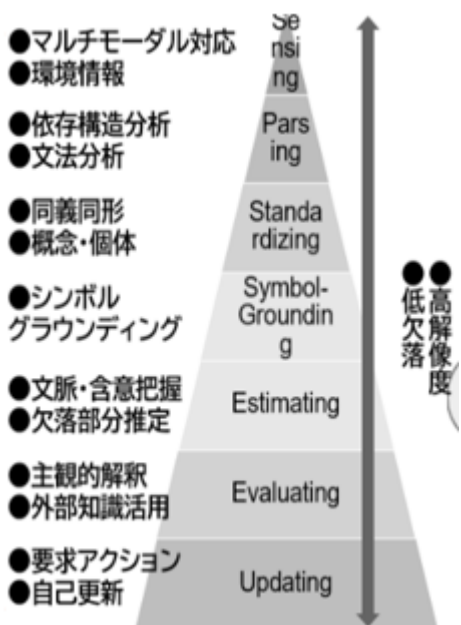 ●マルチモーダル対応
●環境情報
Se
nsi
ng
●依存構造分析
●文法分析
Pars
ing
●同義同形
●概念・個体
Standa
rdizing
●シンボル
グラウンディング
Symbol-
Groundin
g
●文脈・含意把握
●欠落部分推定
Estimating
●主観的解釈
●外部知識活用
Evaluating
●要求アクション
●自己更新
Updating
●高解像度
●低欠落